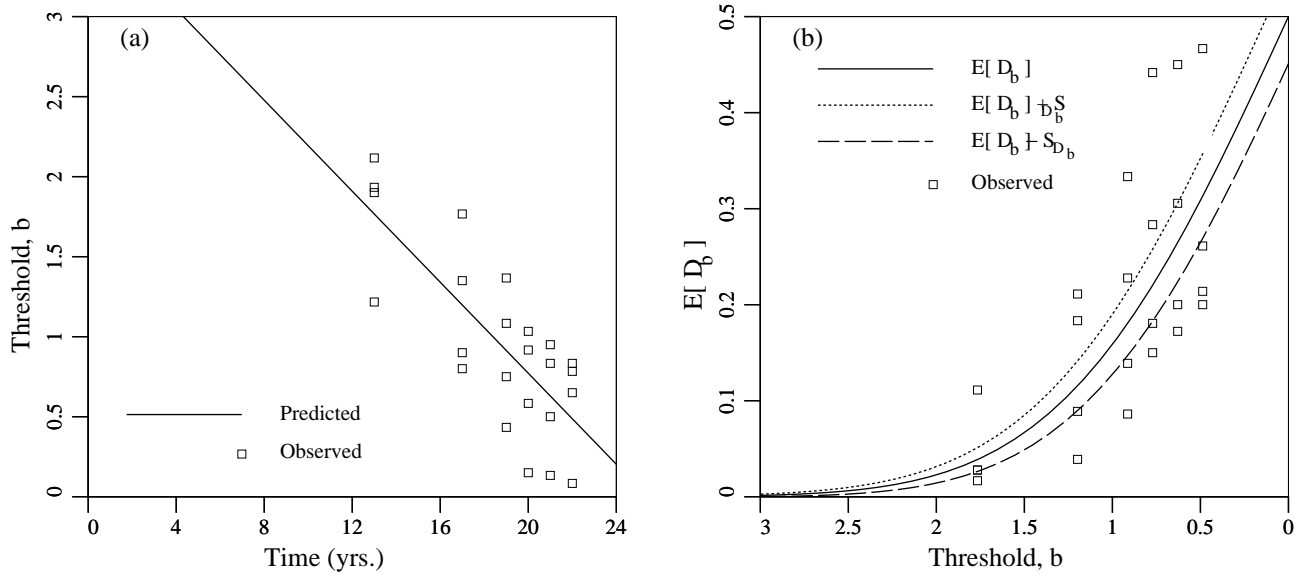 (a)
3
2.5
2
1.5
1
0.5
0
Threshold, b
Predicted
Observed
0 4 8 12 16 20 24
Time (yrs.)
(b)
0.5
0.4
0.3
0.2
0.1
0
E[ D_b ]
E[ D_b ]
E[ D_b ] + S_D_b
E[ D_b ] - S_D_b
Observed
3 2.5 2 1.5 1 0.5 0
Threshold, b